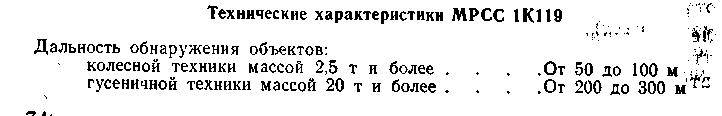 Технические характеристики МРСС 1К119
Дальность обнаружения объектов:
колесной техники массой 2,5 т и более . . . .От 50 до 100 м
гусеничной техники массой 20 т и более . . . .От 200 до 300 м